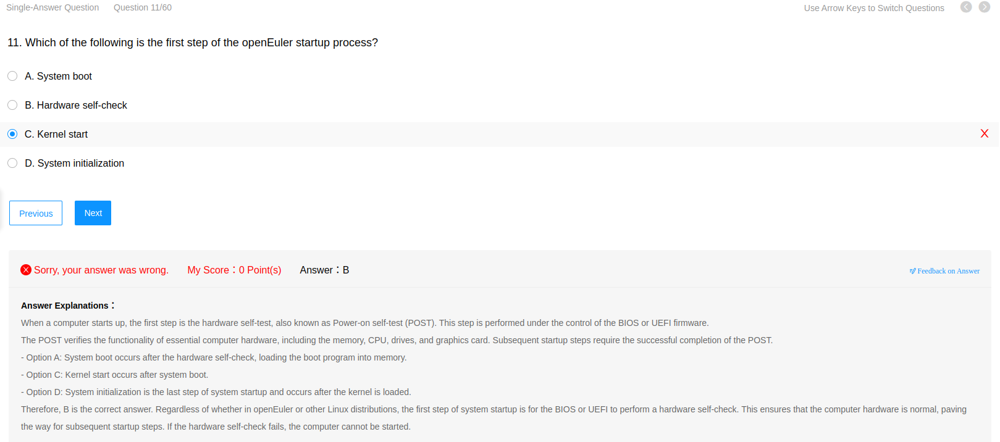 Single-Answer Question Question 11/60 Use Arrow Keys to Switch Questions
11. Which of the following is the first step of the openEuler startup process?
A. System boot
B. Hardware self-check
C. Kernel start
D. System initialization
Previous Next
Sorry, your answer was wrong. My Score：0 Point(s) Answer：B Feedback on Answer
Answer Explanations：
When a computer starts up, the first step is the hardware self-test, also known as Power-on self-test (POST). This step is performed under the control of the BIOS or UEFI firmware.
The POST verifies the functionality of essential computer hardware, including the memory, CPU, drives, and graphics card. Subsequent startup steps require the successful completion of the POST.
- Option A: System boot occurs after the hardware self-check, loading the boot program into memory.
- Option C: Kernel start occurs after system boot.
- Option D: System initialization is the last step of system startup and occurs after the kernel is loaded.
Therefore, B is the correct answer. Regardless of whether in openEuler or other Linux distributions, the first step of system startup is for the BIOS or UEFI to perform a hardware self-check. This ensures that the computer hardware is normal, paving
the way for subsequent startup steps. If the hardware self-check fails, the computer cannot be started.